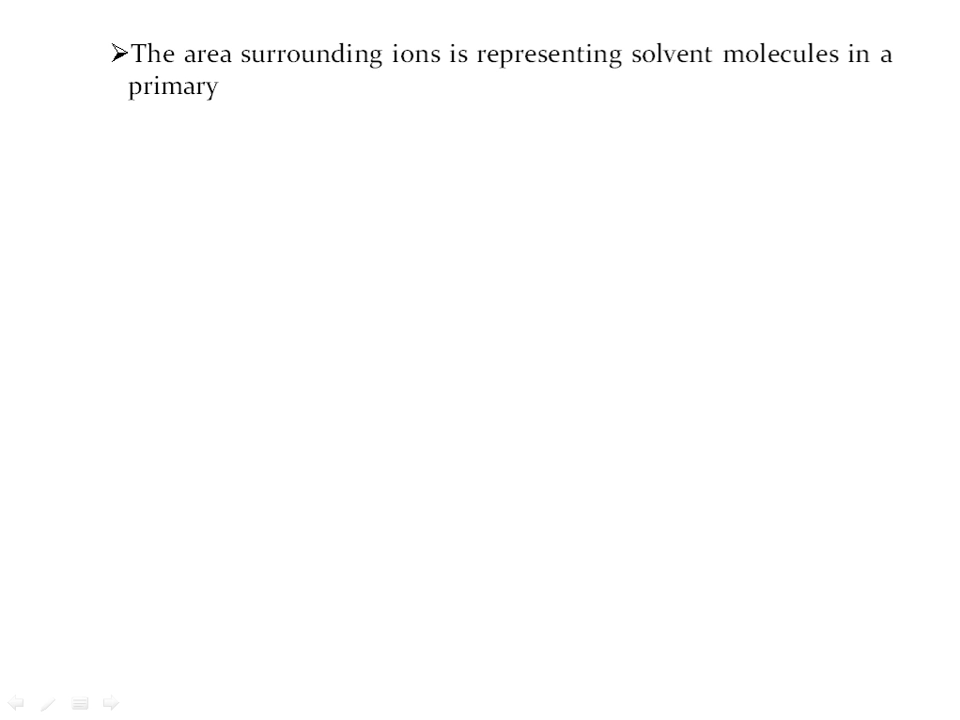 ➢The area surrounding ions is representing solvent molecules in a
primary